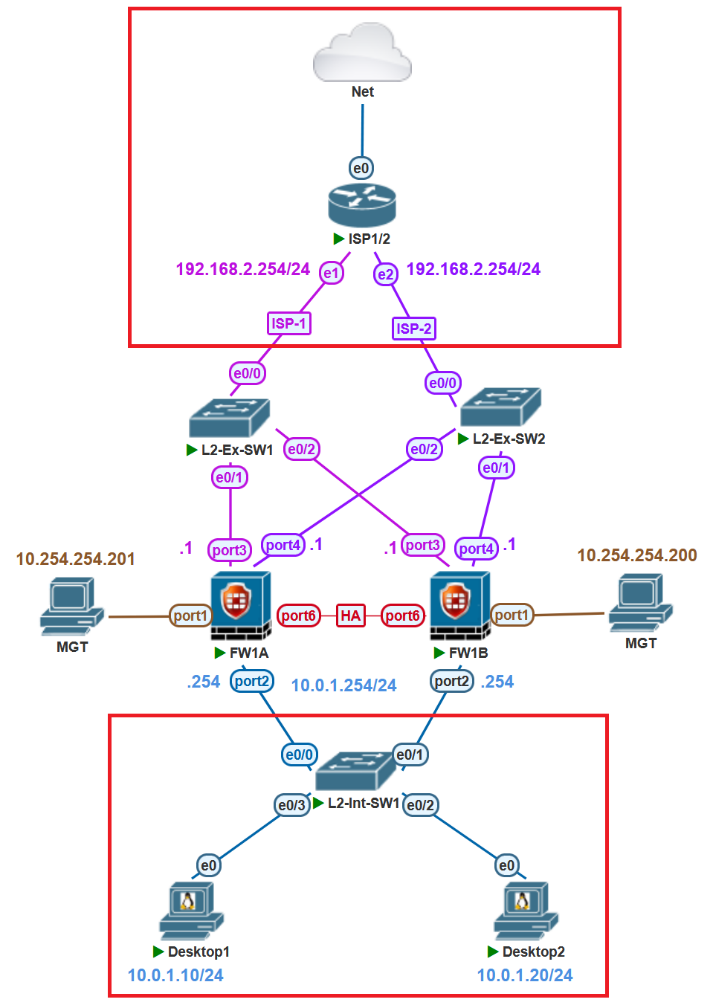 Net
e0
ISP1/2
192.168.2.254/24
e1
e2
192.168.2.254/24
ISP-1
ISP-2
e0/0
e0/0
L2-Ex-SW1
L2-Ex-SW2
e0/2
e0/2
e0/1
e0/1
.1
port3
port4
.1
.1
port3
port4
.1
10.254.254.201
10.254.254.200
MGT
port1
port6
HA
port6
port1
MGT
FW1A
FW1B
.254
port2
10.0.1.254/24
port2
.254
e0/0
e0/1
e0/3
L2-Int-SW1
e0/2
e0
e0
Desktop1
Desktop2
10.0.1.10/24
10.0.1.20/24